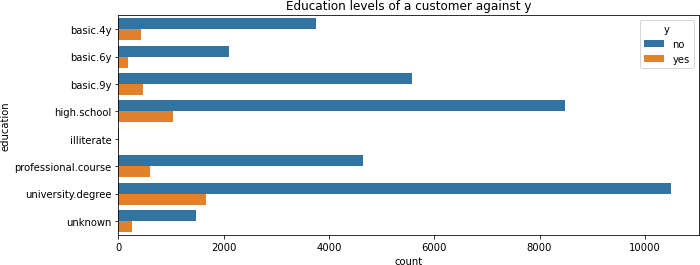 Education levels of a customer against y
y
no
yes
education
basic.4y
basic.6y
basic.9y
high.school
illiterate
professional.course
university.degree
unknown
0 2000 4000 6000 8000 10000
count